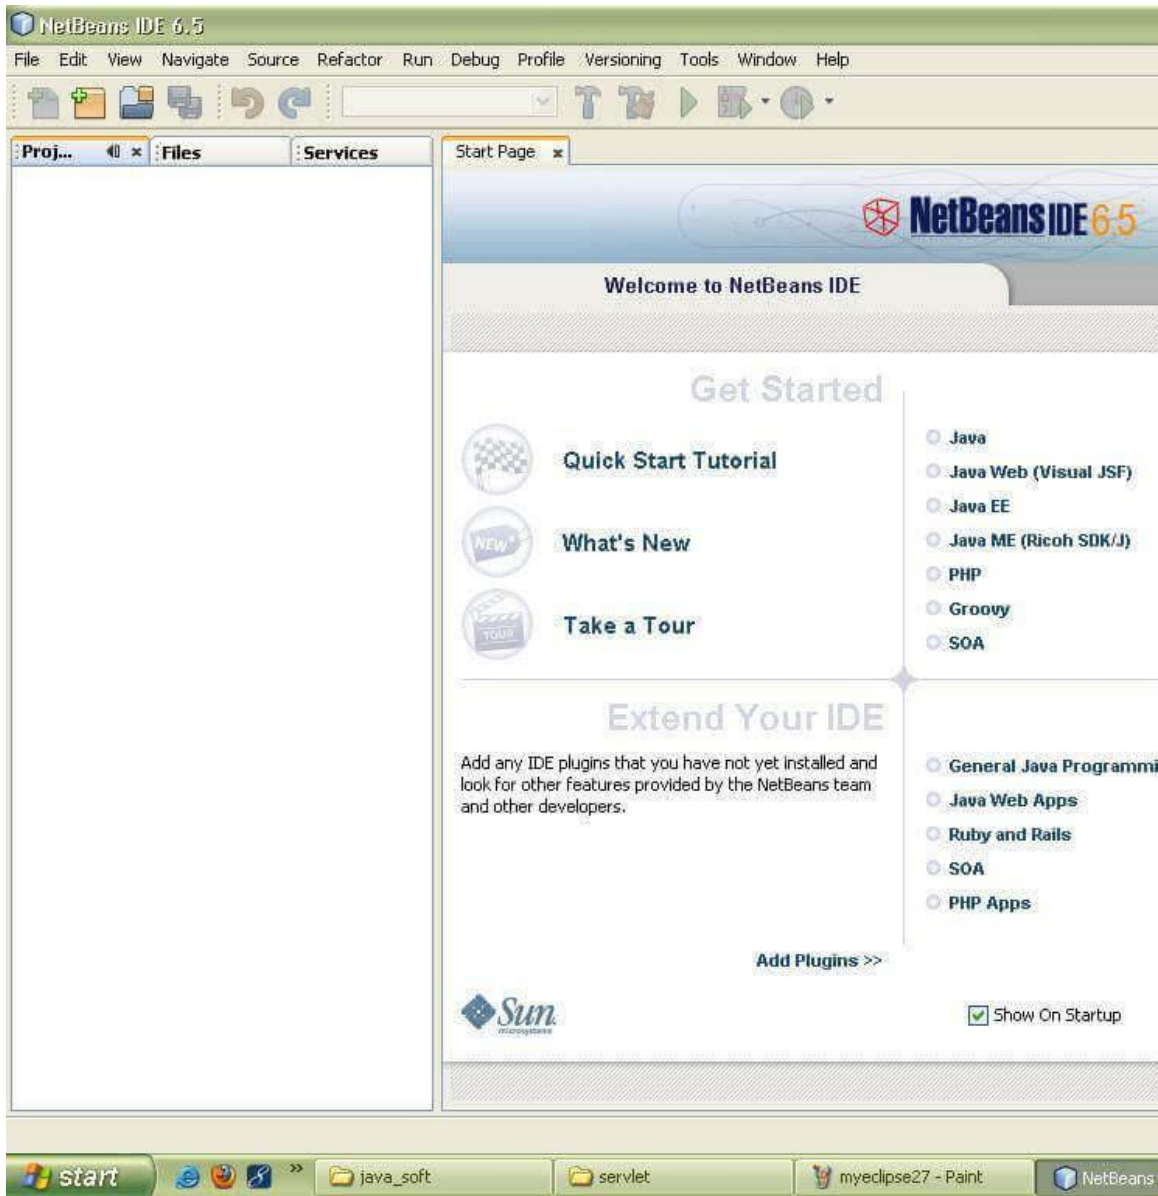 NetBeans IDE 6.5
File Edit View Navigate Source Refactor Run Debug Profile Versioning Tools Window Help
Proj... Files Services Start Page
NetBeans IDE 6.5
Welcome to NetBeans IDE
Get Started
Quick Start Tutorial
NEW What's New
TOUR Take a Tour
Java
Java Web (Visual JSF)
Java EE
Java ME (Ricoh SDK/J)
PHP
Groovy
SOA
Extend Your IDE
Add any IDE plugins that you have not yet installed and
look for other features provided by the NetBeans team
and other developers.
General Java Programmi
Java Web Apps
Ruby and Rails
SOA
PHP Apps
Add Plugins >>
Sun
microsystems
Show On Startup
start » java_soft servlet myeclipse27 - Paint NetBeans